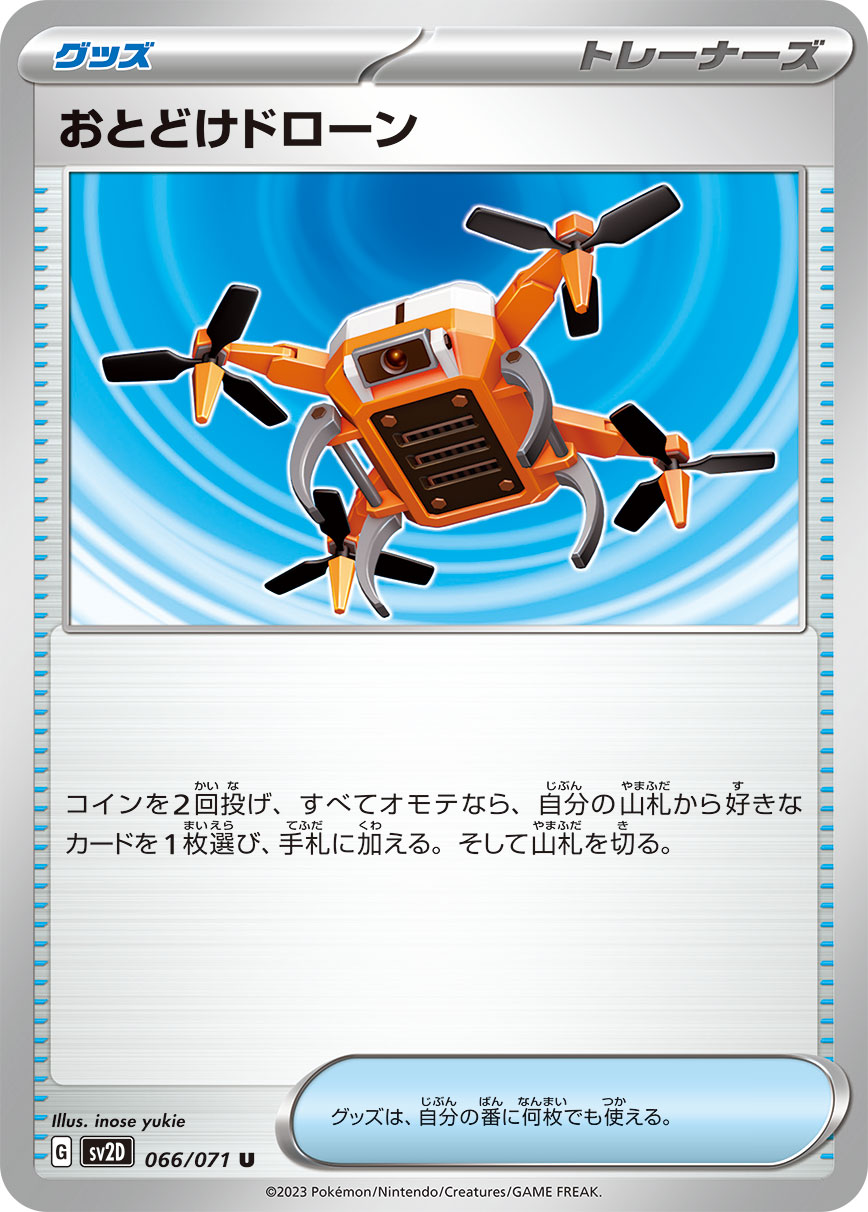 グッズ
トレーナーズ
おとどけドローン
コインを2回投げ、すべてオモテなら、自分の山札から好きな
カードを1枚選び、手札に加える。そして山札を切る。
グッズは、自分の番に何枚でも使える。
Illus. inose yukie
G sv2D 066/071 U
©2023 Pokémon/Nintendo/Creatures/GAME FREAK.